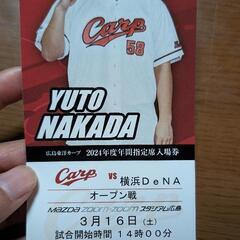 Carp
58
YUTO
NAKADA
広島東洋カープ 2024年度年間指定席入場券
Carp vs 横浜DeNA
オープン戦
MAZDA Zoom-Zoom スタジアム広島
3月16日(土)
試合開始時間 14時00分